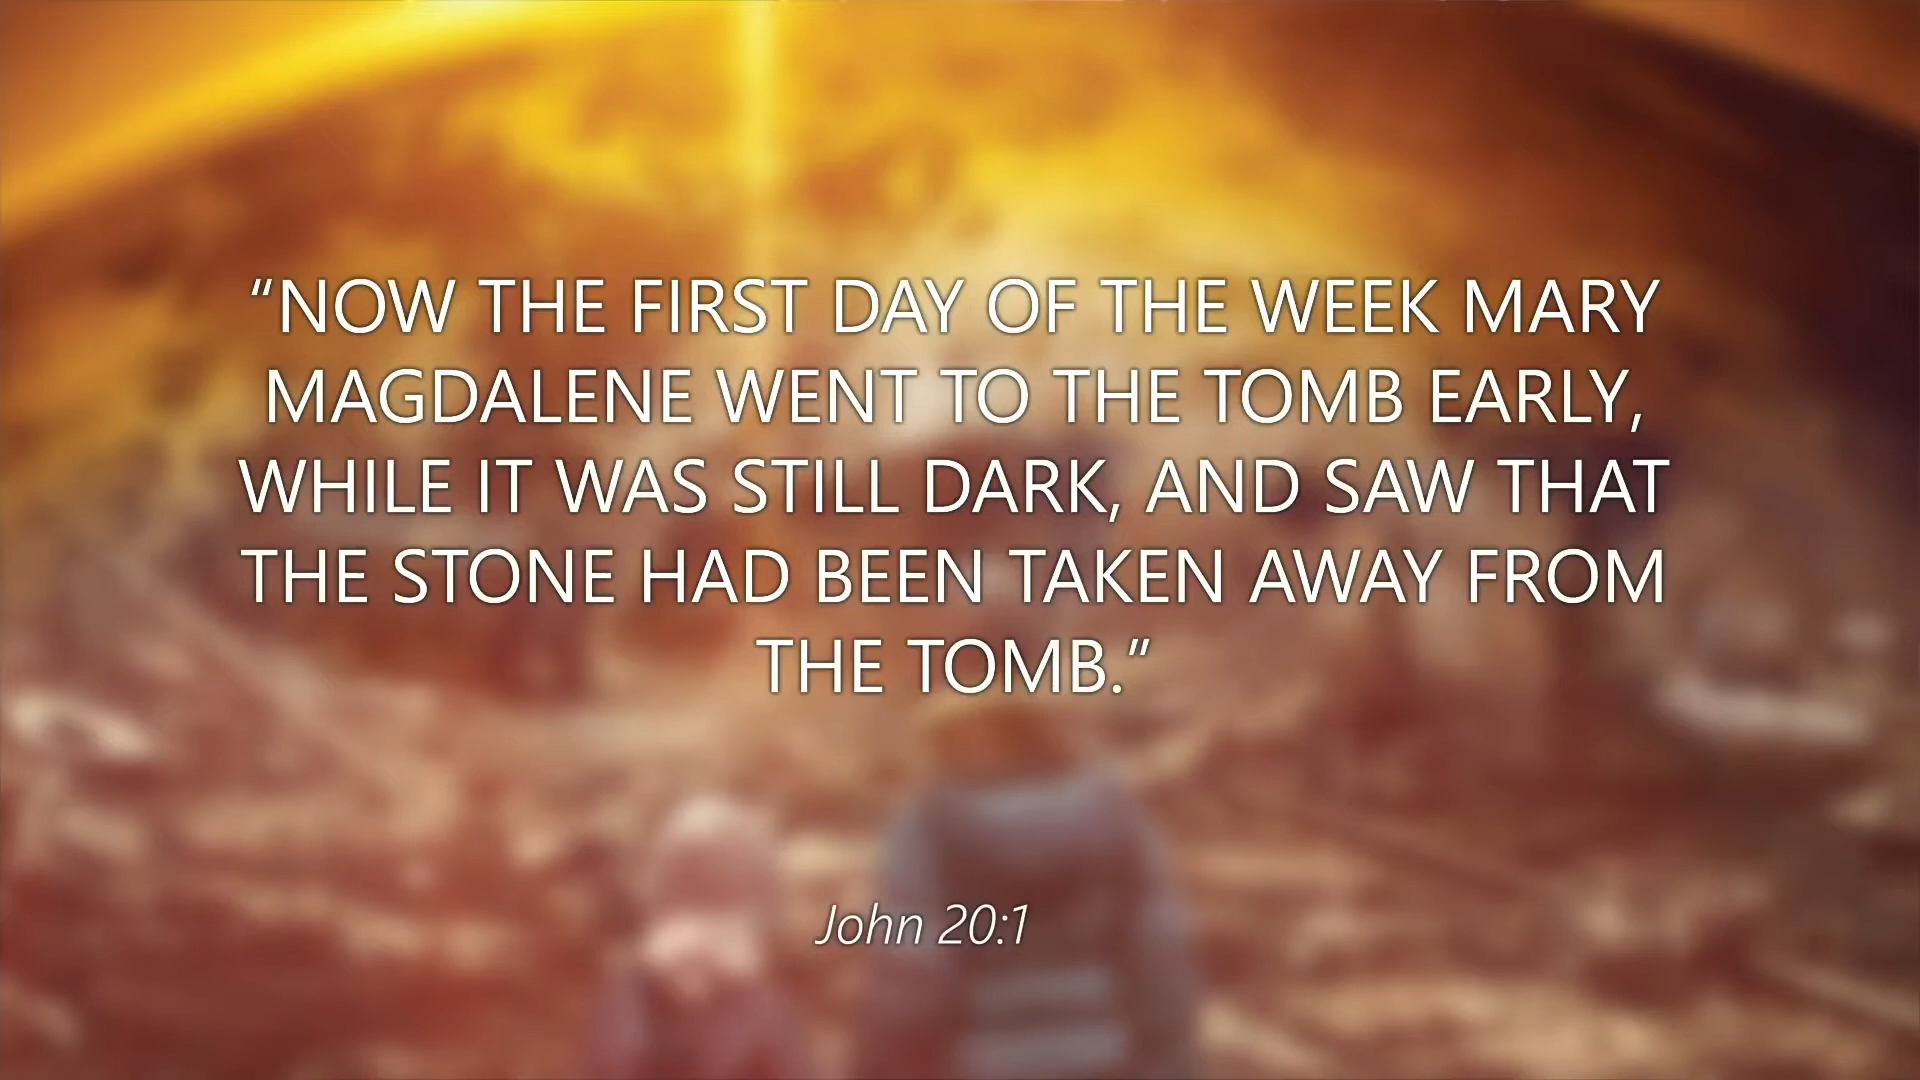 “NOW THE FIRST DAY OF THE WEEK MARY
MAGDALENE WENT TO THE TOMB EARLY,
WHILE IT WAS STILL DARK, AND SAW THAT
THE STONE HAD BEEN TAKEN AWAY FROM
THE TOMB.”
John 20:1